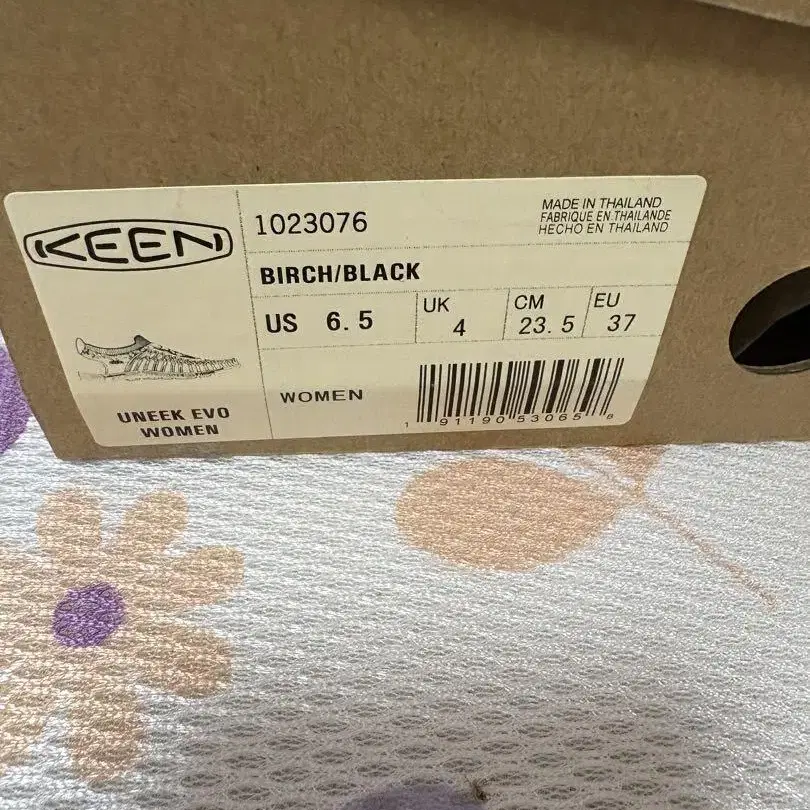 KEEN
UNEEK EVO
WOMEN
1023076
MADE IN THAILAND
FABRIQUE EN THAILANDE
HECHO EN THAILAND
BIRCH/BLACK
US 6.5
UK
4
CM
23.5
EU
37
WOMEN
1 91190 53065 8